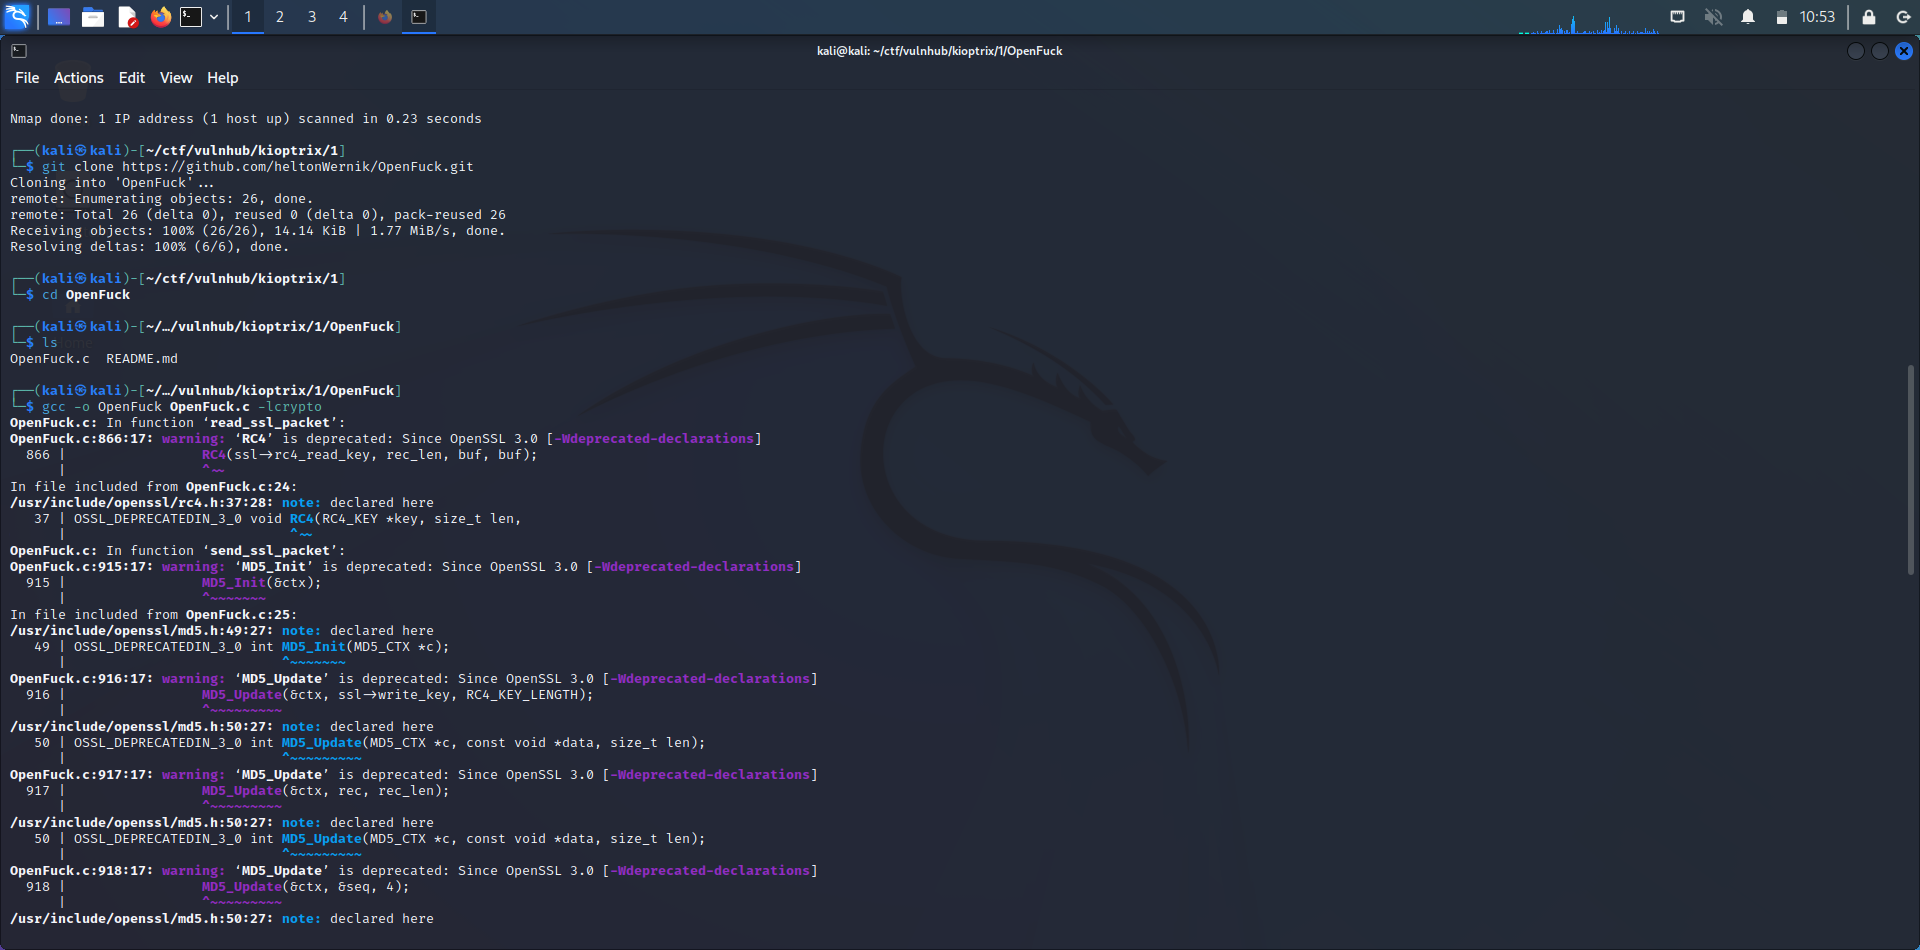 1 2 3 4 10:53
kali@kali: ~/ctf/vulnhub/kioptrix/1/OpenFuck
File Actions Edit View Help
Nmap done: 1 IP address (1 host up) scanned in 0.23 seconds
┌──(kali㉿kali)-[~/ctf/vulnhub/kioptrix/1]
└─$ git clone https://github.com/heltonWernik/OpenFuck.git
Cloning into 'OpenFuck'...
remote: Enumerating objects: 26, done.
remote: Total 26 (delta 0), reused 0 (delta 0), pack-reused 26
Receiving objects: 100% (26/26), 14.14 KiB | 1.77 MiB/s, done.
Resolving deltas: 100% (6/6), done.
┌──(kali㉿kali)-[~/ctf/vulnhub/kioptrix/1]
└─$ cd OpenFuck
┌──(kali㉿kali)-[~/…/vulnhub/kioptrix/1/OpenFuck]
└─$ ls
OpenFuck.c  README.md
┌──(kali㉿kali)-[~/…/vulnhub/kioptrix/1/OpenFuck]
└─$ gcc -o OpenFuck OpenFuck.c -lcrypto
OpenFuck.c: In function ‘read_ssl_packet’:
OpenFuck.c:866:17: warning: ‘RC4’ is deprecated: Since OpenSSL 3.0 [-Wdeprecated-declarations]
866 | RC4(ssl->rc4_read_key, rec_len, buf, buf);
| ^~~
In file included from OpenFuck.c:24:
/usr/include/openssl/rc4.h:37:28: note: declared here
37 | OSSL_DEPRECATEDIN_3_0 void RC4(RC4_KEY *key, size_t len,
| ^~~
OpenFuck.c: In function ‘send_ssl_packet’:
OpenFuck.c:915:17: warning: ‘MD5_Init’ is deprecated: Since OpenSSL 3.0 [-Wdeprecated-declarations]
915 | MD5_Init(&ctx);
| ^~~~~~~~
In file included from OpenFuck.c:25:
/usr/include/openssl/md5.h:49:27: note: declared here
49 | OSSL_DEPRECATEDIN_3_0 int MD5_Init(MD5_CTX *c);
| ^~~~~~~~
OpenFuck.c:916:17: warning: ‘MD5_Update’ is deprecated: Since OpenSSL 3.0 [-Wdeprecated-declarations]
916 | MD5_Update(&ctx, ssl->write_key, RC4_KEY_LENGTH);
| ^~~~~~~~~~
/usr/include/openssl/md5.h:50:27: note: declared here
50 | OSSL_DEPRECATEDIN_3_0 int MD5_Update(MD5_CTX *c, const void *data, size_t len);
| ^~~~~~~~~~
OpenFuck.c:917:17: warning: ‘MD5_Update’ is deprecated: Since OpenSSL 3.0 [-Wdeprecated-declarations]
917 | MD5_Update(&ctx, rec, rec_len);
| ^~~~~~~~~~
/usr/include/openssl/md5.h:50:27: note: declared here
50 | OSSL_DEPRECATEDIN_3_0 int MD5_Update(MD5_CTX *c, const void *data, size_t len);
| ^~~~~~~~~~
OpenFuck.c:918:17: warning: ‘MD5_Update’ is deprecated: Since OpenSSL 3.0 [-Wdeprecated-declarations]
918 | MD5_Update(&ctx, &seq, 4);
| ^~~~~~~~~~
/usr/include/openssl/md5.h:50:27: note: declared here